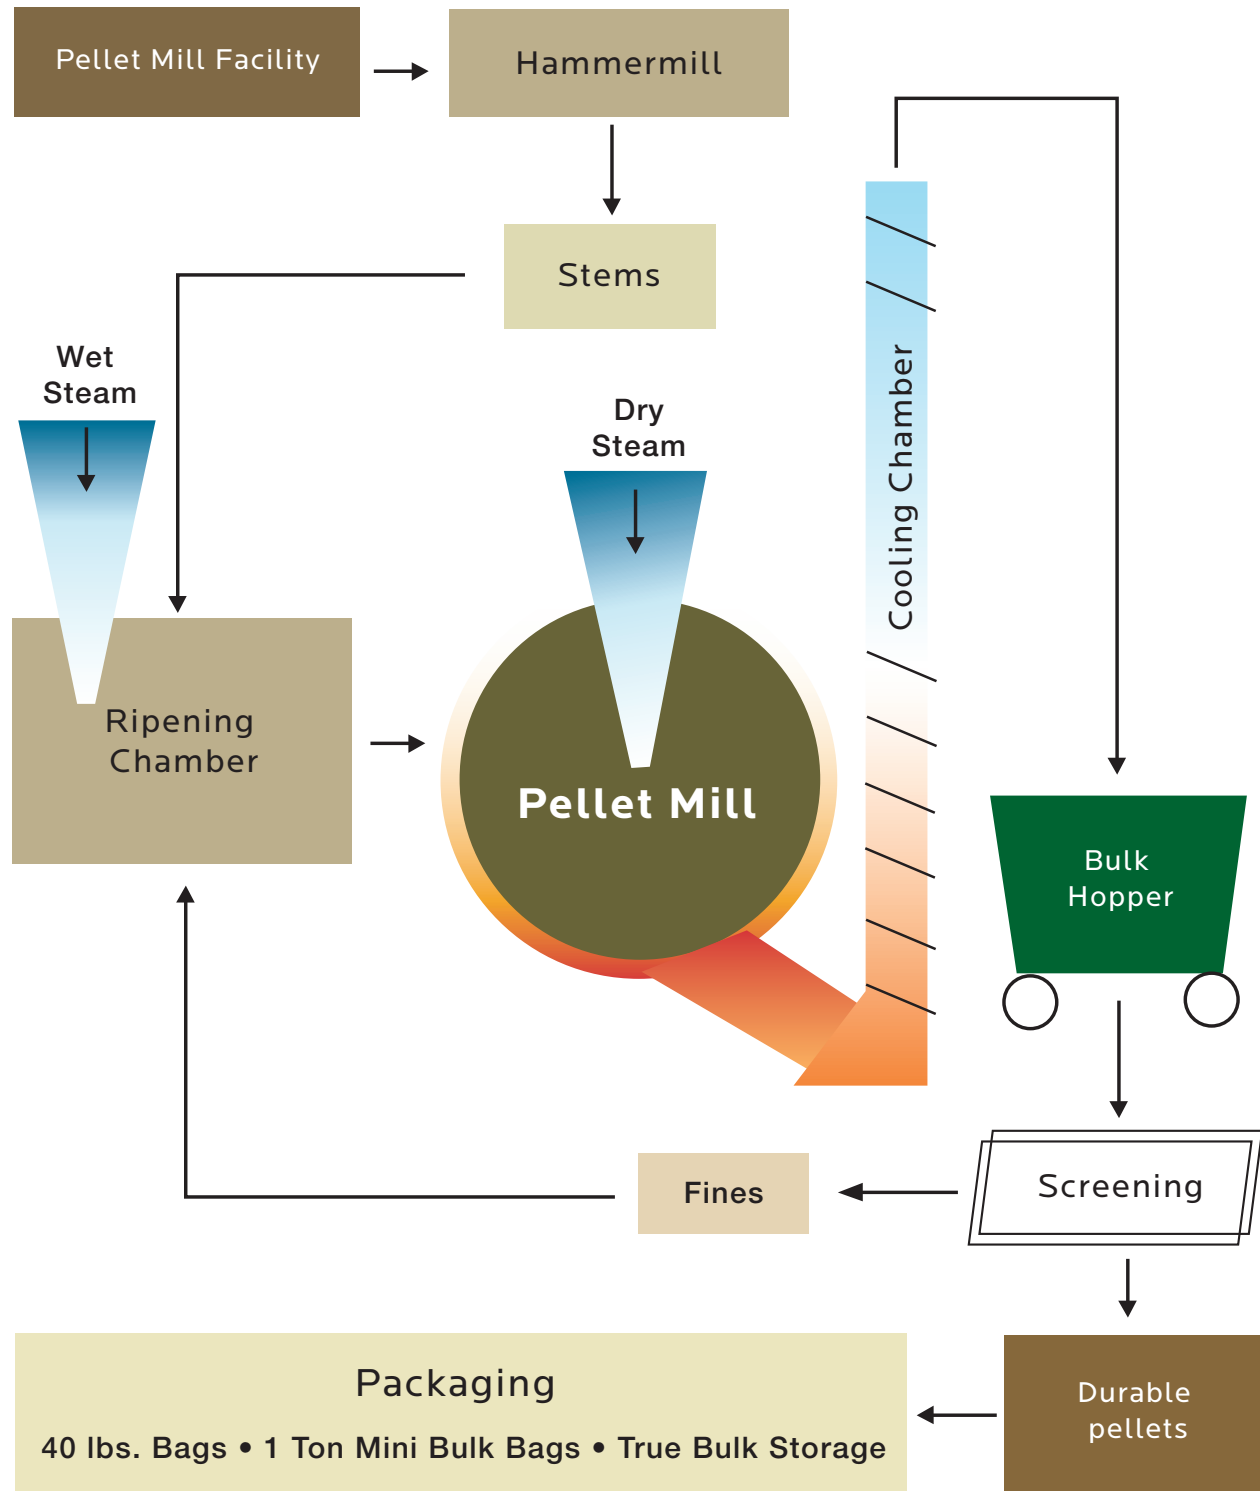 Pellet Mill Facility
Hammermill
Stems
Wet
Steam
Dry
Steam
Cooling Chamber
Ripening
Chamber
Pellet Mill
Bulk
Hopper
Fines
Screening
Packaging
40 lbs. Bags • 1 Ton Mini Bulk Bags • True Bulk Storage
Durable
pellets